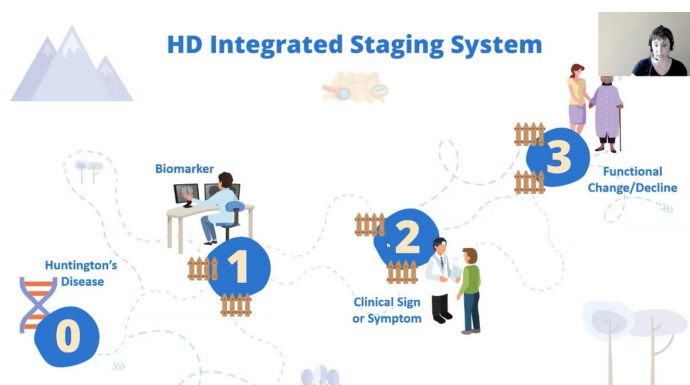 HD Integrated Staging System
Biomarker
Huntington's
Disease
0
1
2
Clinical Sign
or Symptom
3
Functional
Change/Decline